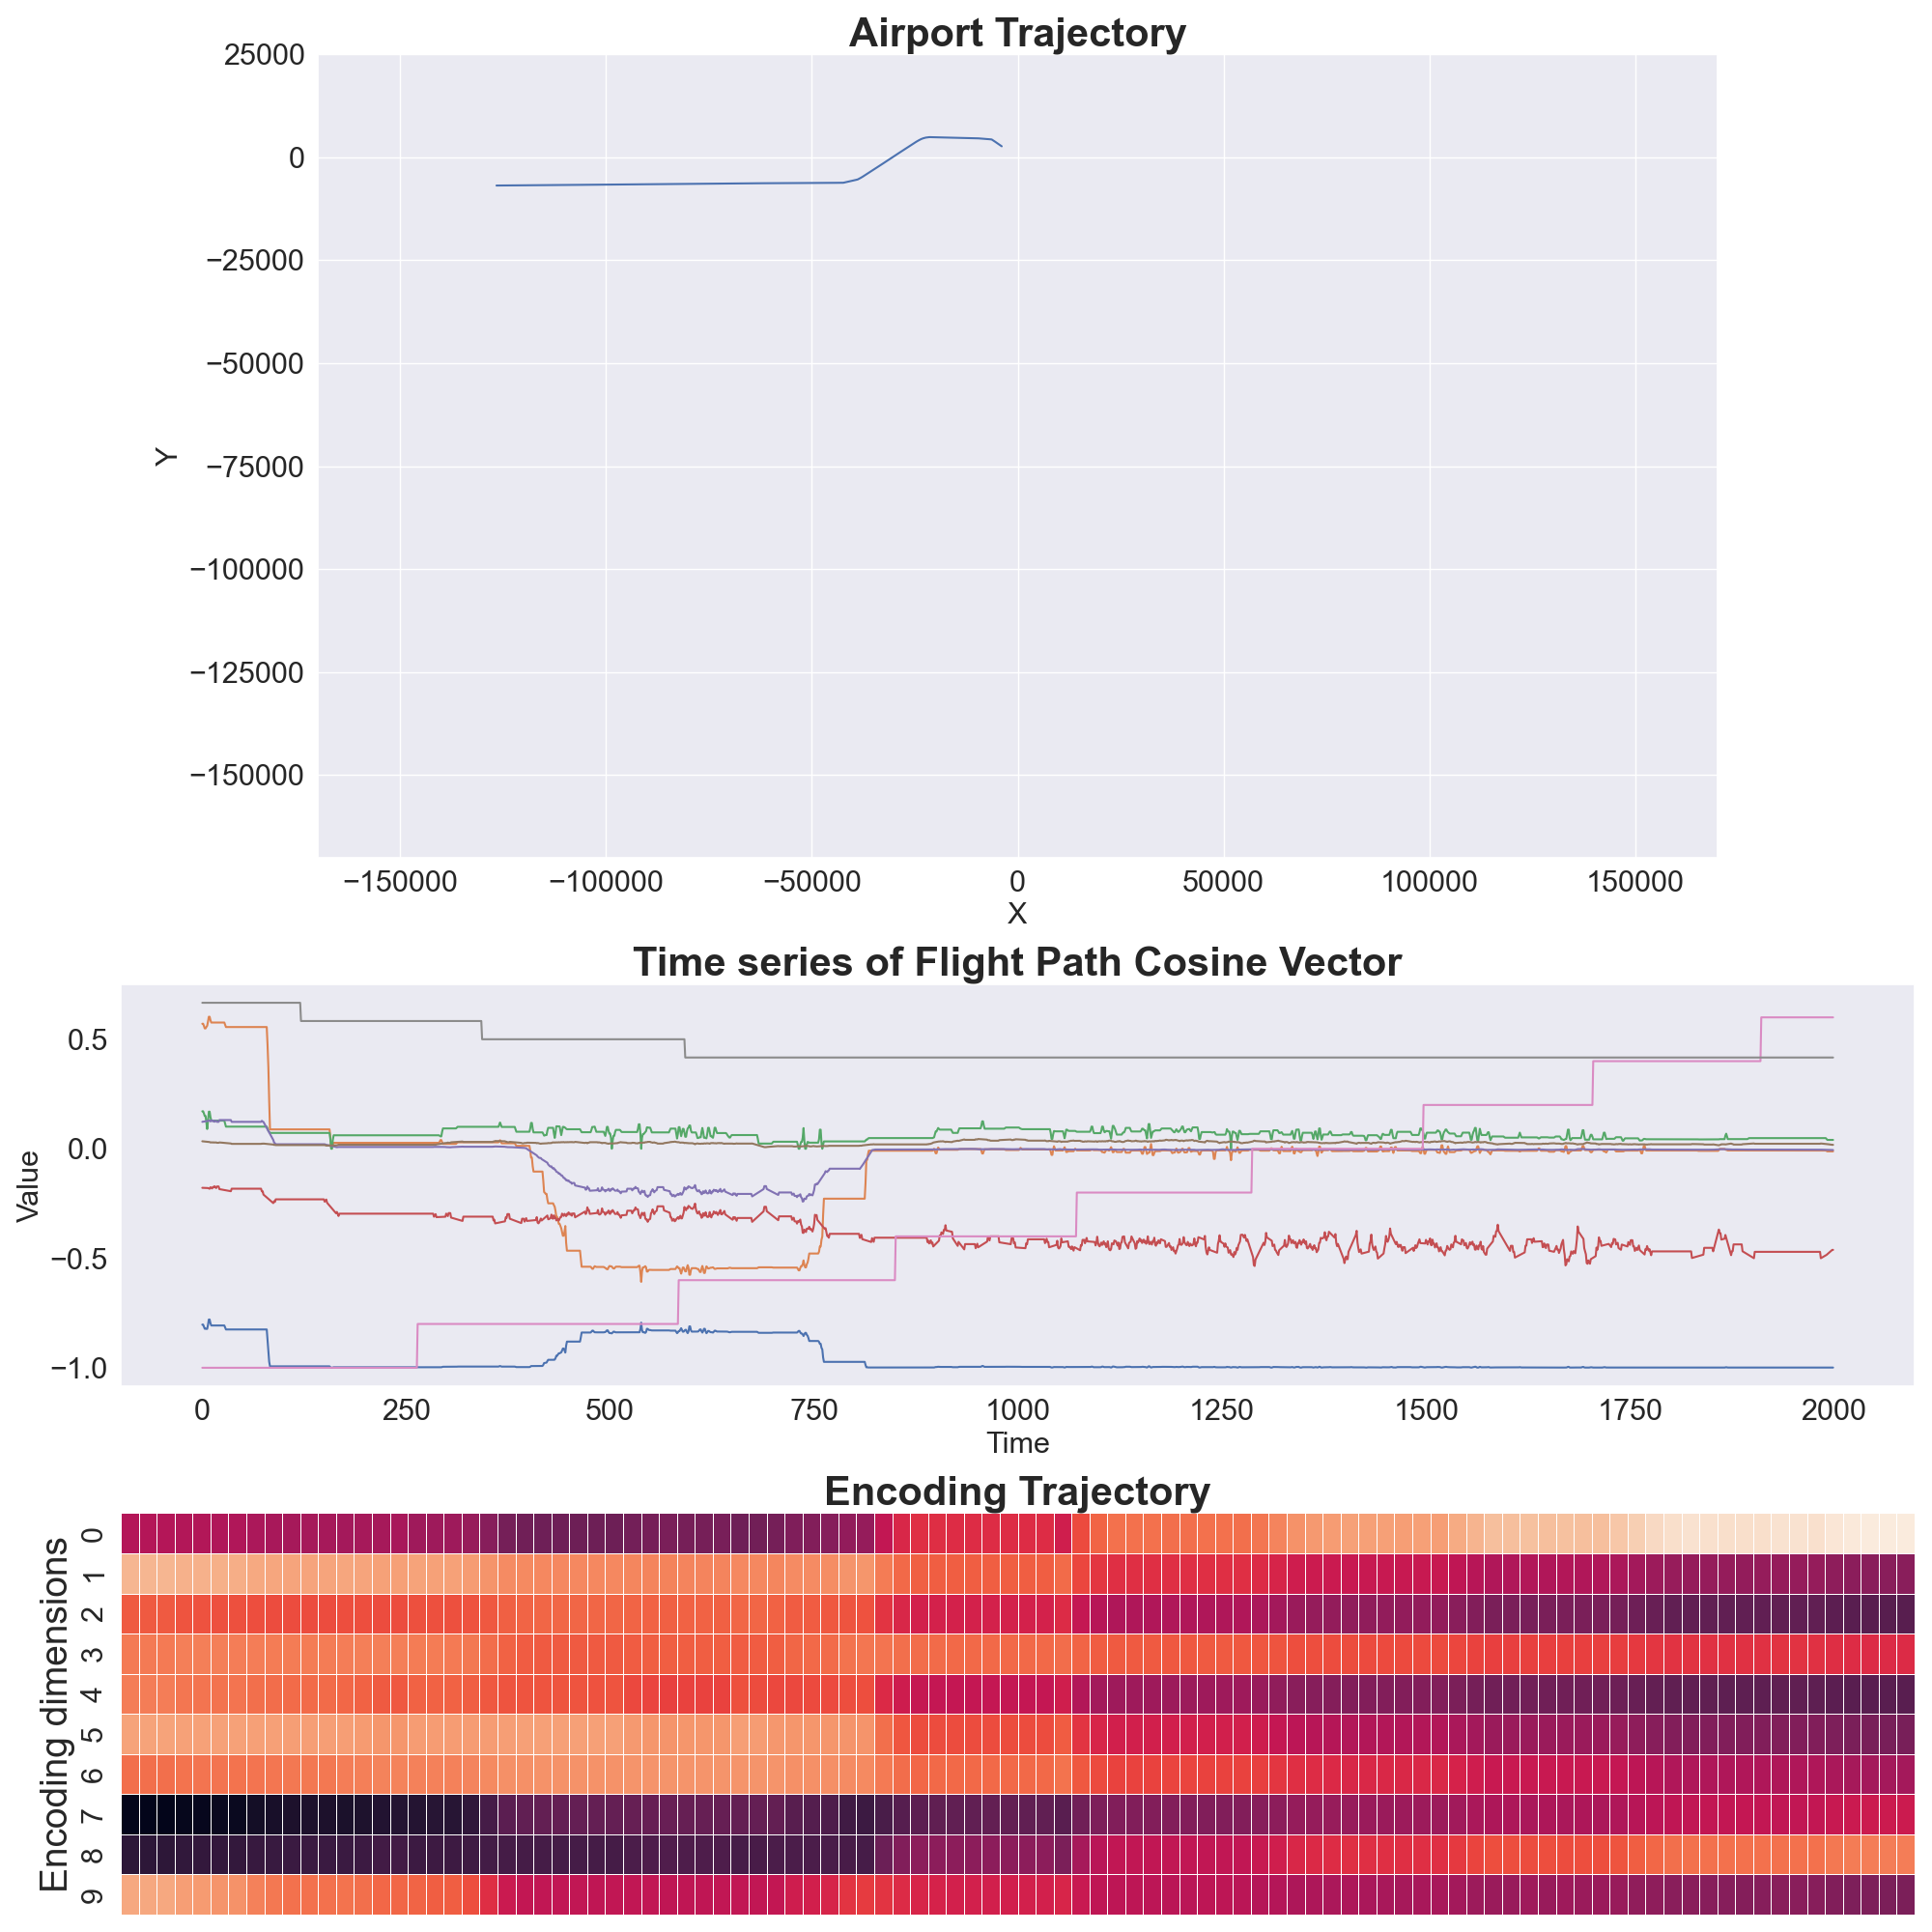 Airport Trajectory
25000
0
−25000
−50000
−75000
−100000
−125000
−150000
Y
−150000 −100000 −50000 0 50000 100000 150000
X
Time series of Flight Path Cosine Vector
0.5
0.0
−0.5
−1.0
Value
0 250 500 750 1000 1250 1500 1750 2000
Time
Encoding Trajectory
Encoding dimensions
0
1
2
3
4
5
6
7
8
9